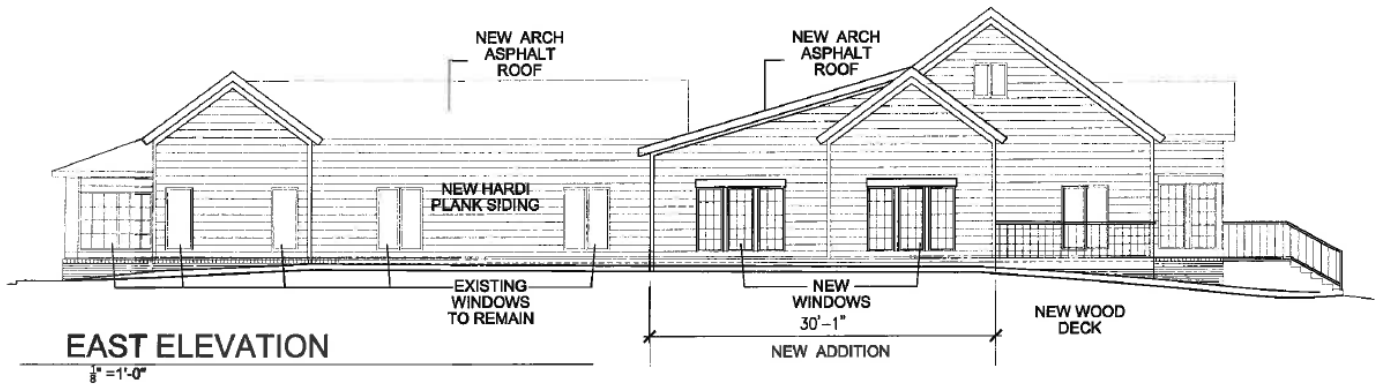 NEW ARCH
ASPHALT
ROOF
NEW ARCH
ASPHALT
ROOF
NEW HARDI
PLANK SIDING
EXISTING
WINDOWS
TO REMAIN
NEW
WINDOWS
30'-1"
NEW ADDITION
NEW WOOD
DECK
EAST ELEVATION
1/8" =1'-0"